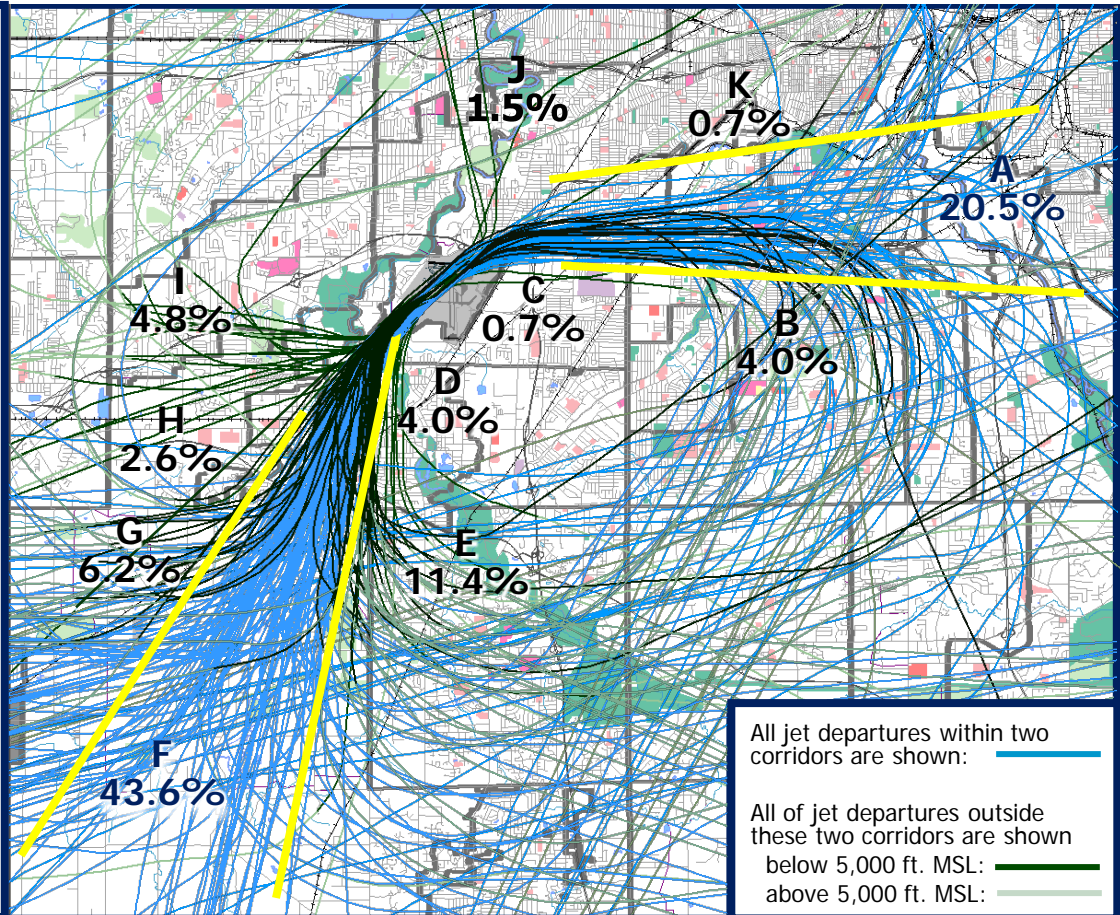 J
1.5%
K
0.7%
A
20.5%
I
4.8%
C
0.7%
B
4.0%
D
4.0%
H
2.6%
G
6.2%
E
11.4%
F
43.6%
All jet departures within two
corridors are shown:
All of jet departures outside
these two corridors are shown
below 5,000 ft. MSL:
above 5,000 ft. MSL: